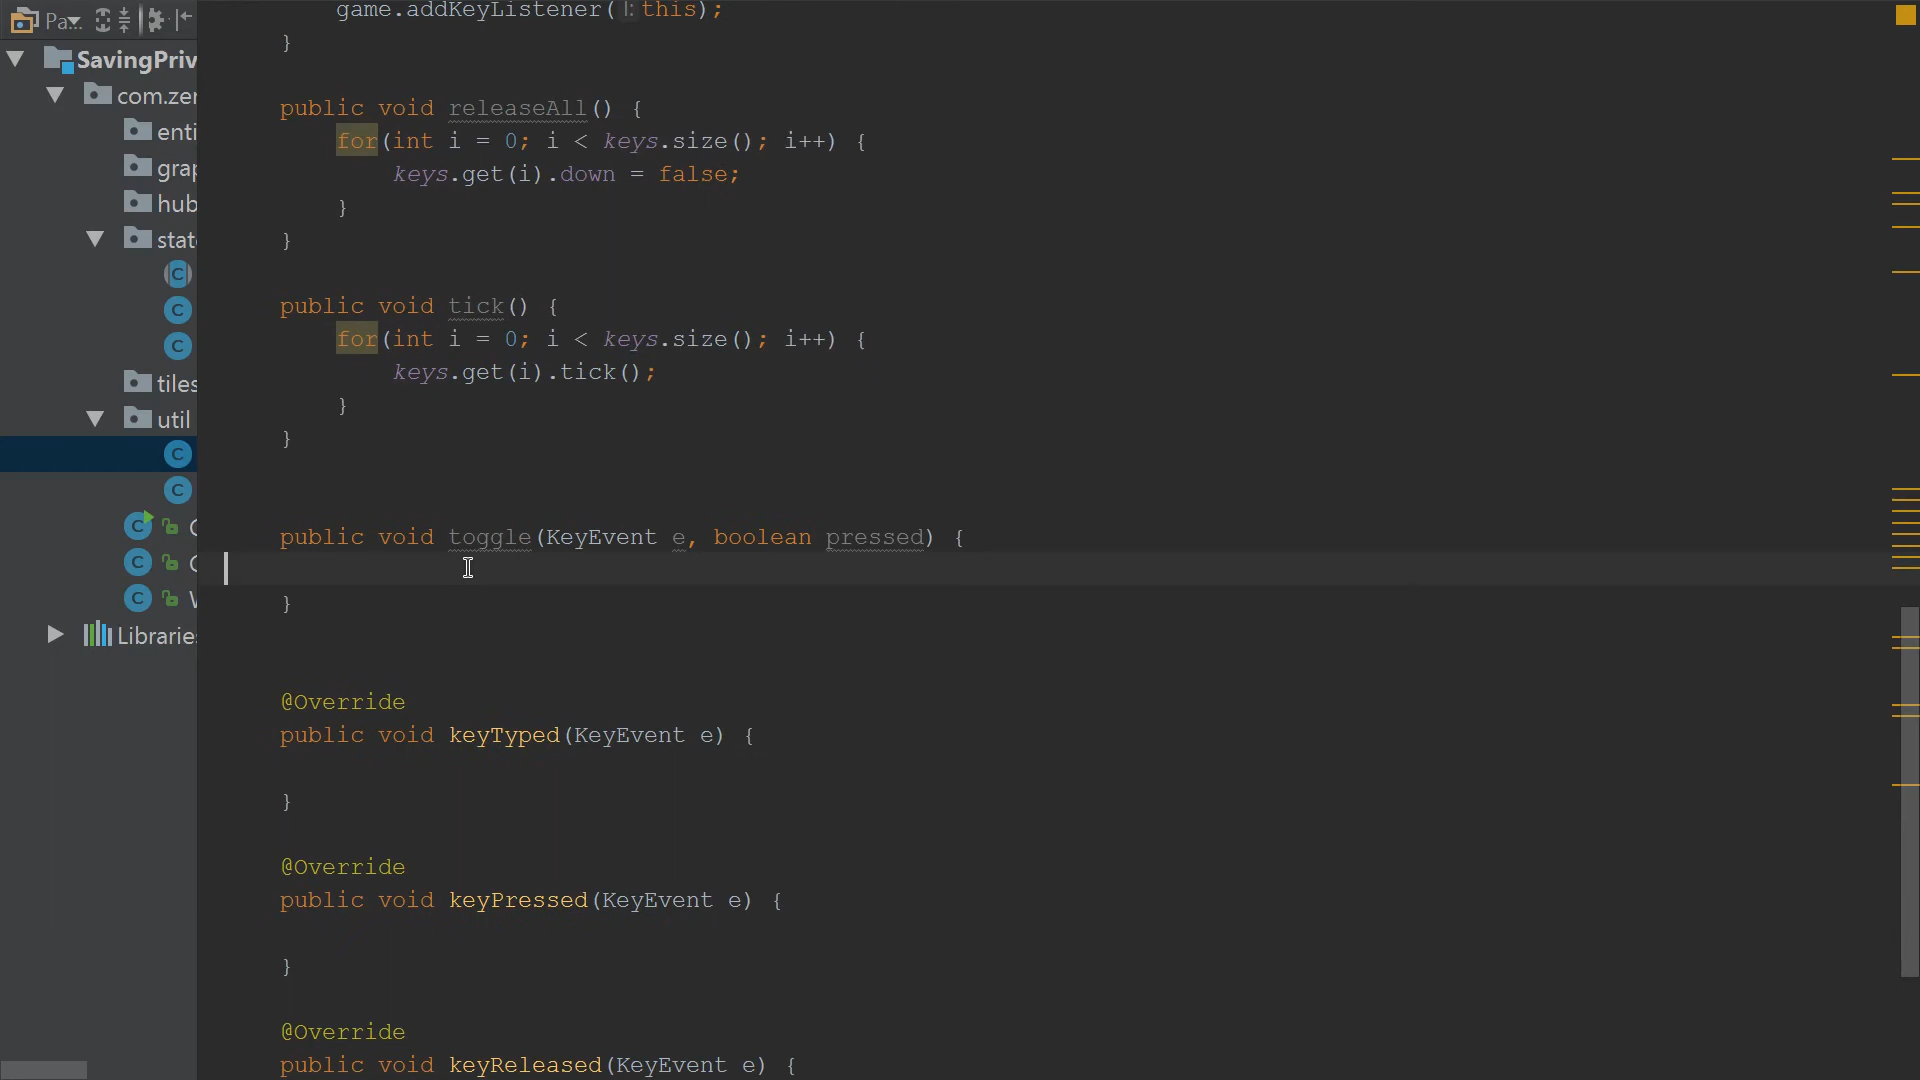 Pa...
SavingPriv
com.zer
enti
grap
hub
stat
tiles
util
Libraries
game.addKeyListener( l: this);
}
public void releaseAll() {
for(int i = 0; i < keys.size(); i++) {
keys.get(i).down = false;
}
}
public void tick() {
for(int i = 0; i < keys.size(); i++) {
keys.get(i).tick();
}
}
public void toggle(KeyEvent e, boolean pressed) {
}
@Override
public void keyTyped(KeyEvent e) {
}
@Override
public void keyPressed(KeyEvent e) {
}
@Override
public void keyReleased(KeyEvent e) {